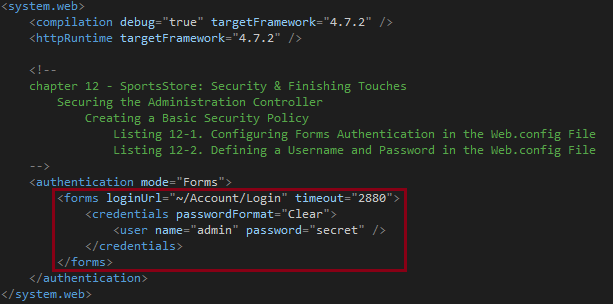 <system.web>
<compilation debug="true" targetFramework="4.7.2" />
<httpRuntime targetFramework="4.7.2" />
<!--
chapter 12 - SportsStore: Security & Finishing Touches
Securing the Administration Controller
Creating a Basic Security Policy
Listing 12-1. Configuring Forms Authentication in the Web.config File
Listing 12-2. Defining a Username and Password in the Web.config File
-->
<authentication mode="Forms">
<forms loginUrl="~/Account/Login" timeout="2880">
<credentials passwordFormat="Clear">
<user name="admin" password="secret" />
</credentials>
</forms>
</authentication>
</system.web>